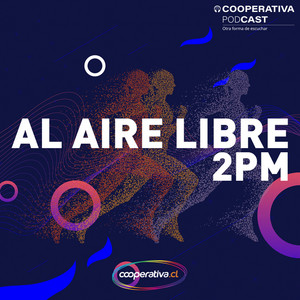 COOPERATIVA
PODCAST
Otra forma de escuchar
AL AIRE LIBRE
2PM
cooperativa.cl